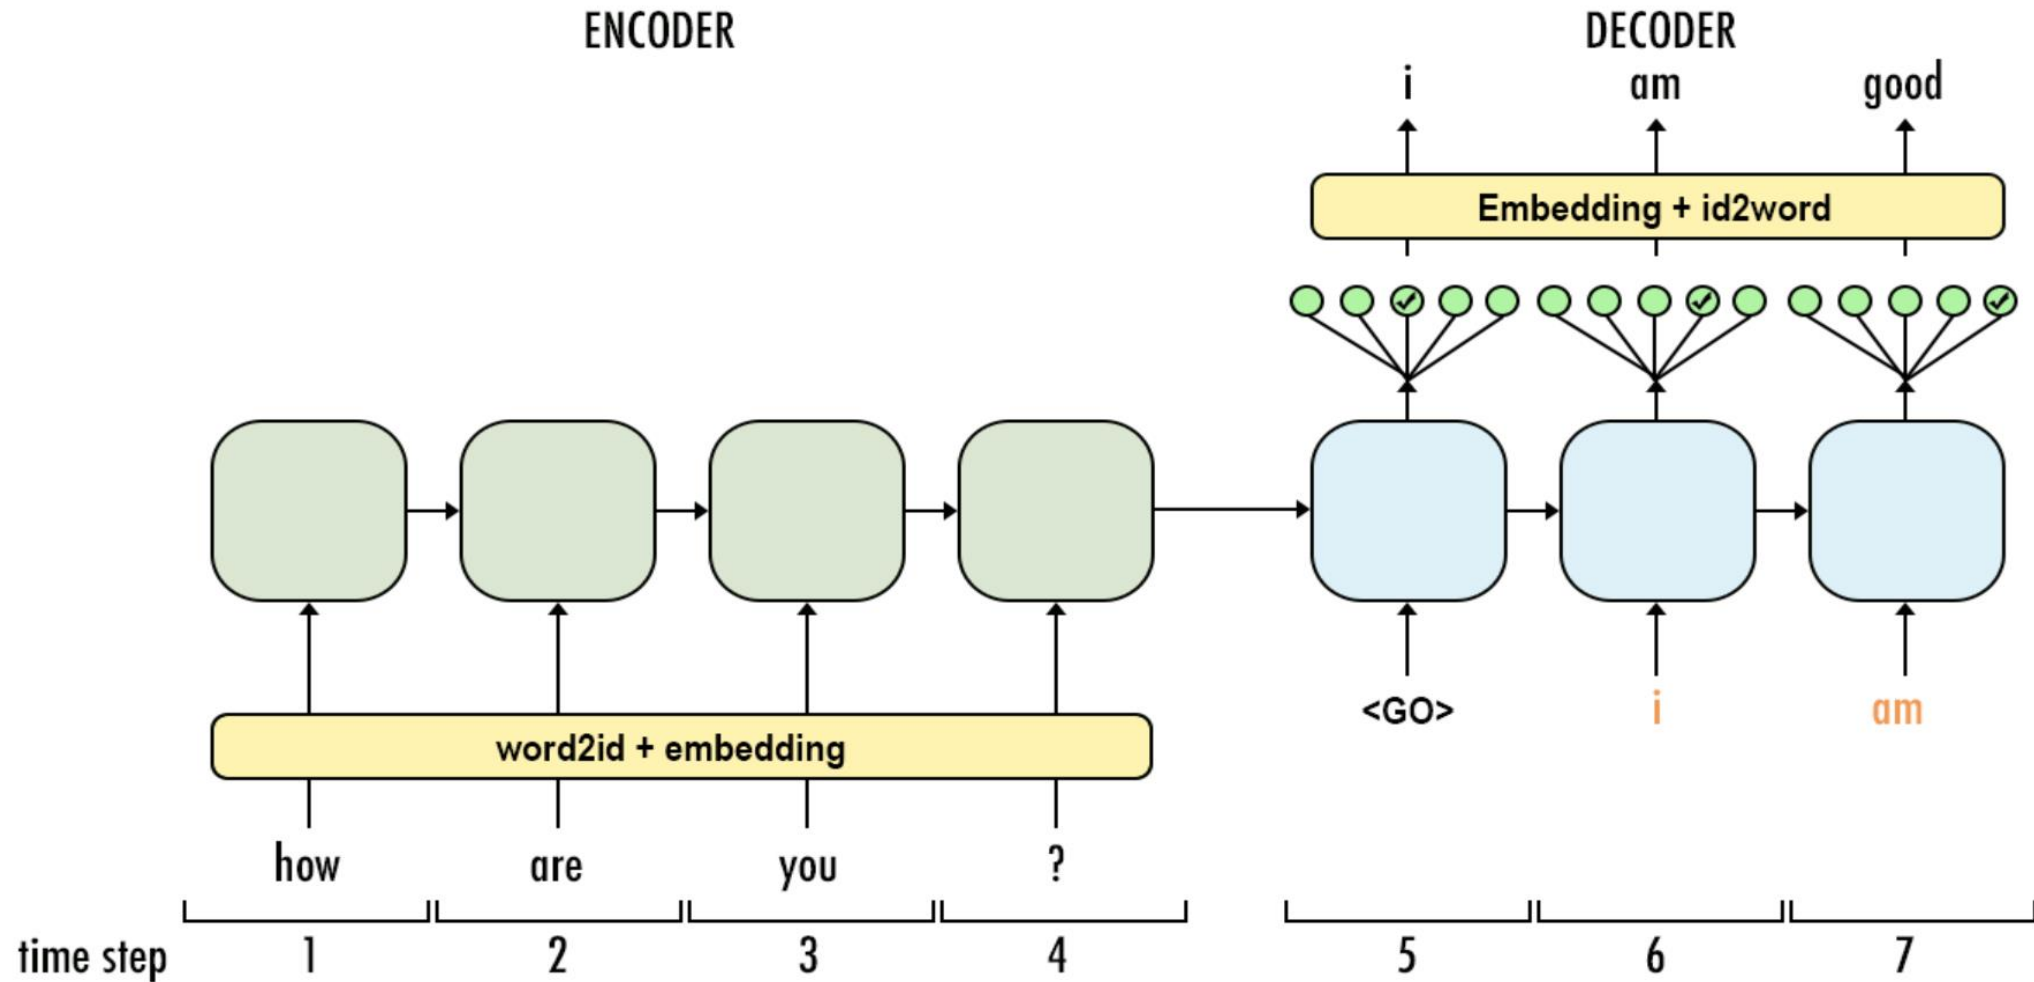 ENCODER DECODER
i am good
Embedding + id2word
<GO> i am
word2id + embedding
how are you ?
time step 1 2 3 4 5 6 7